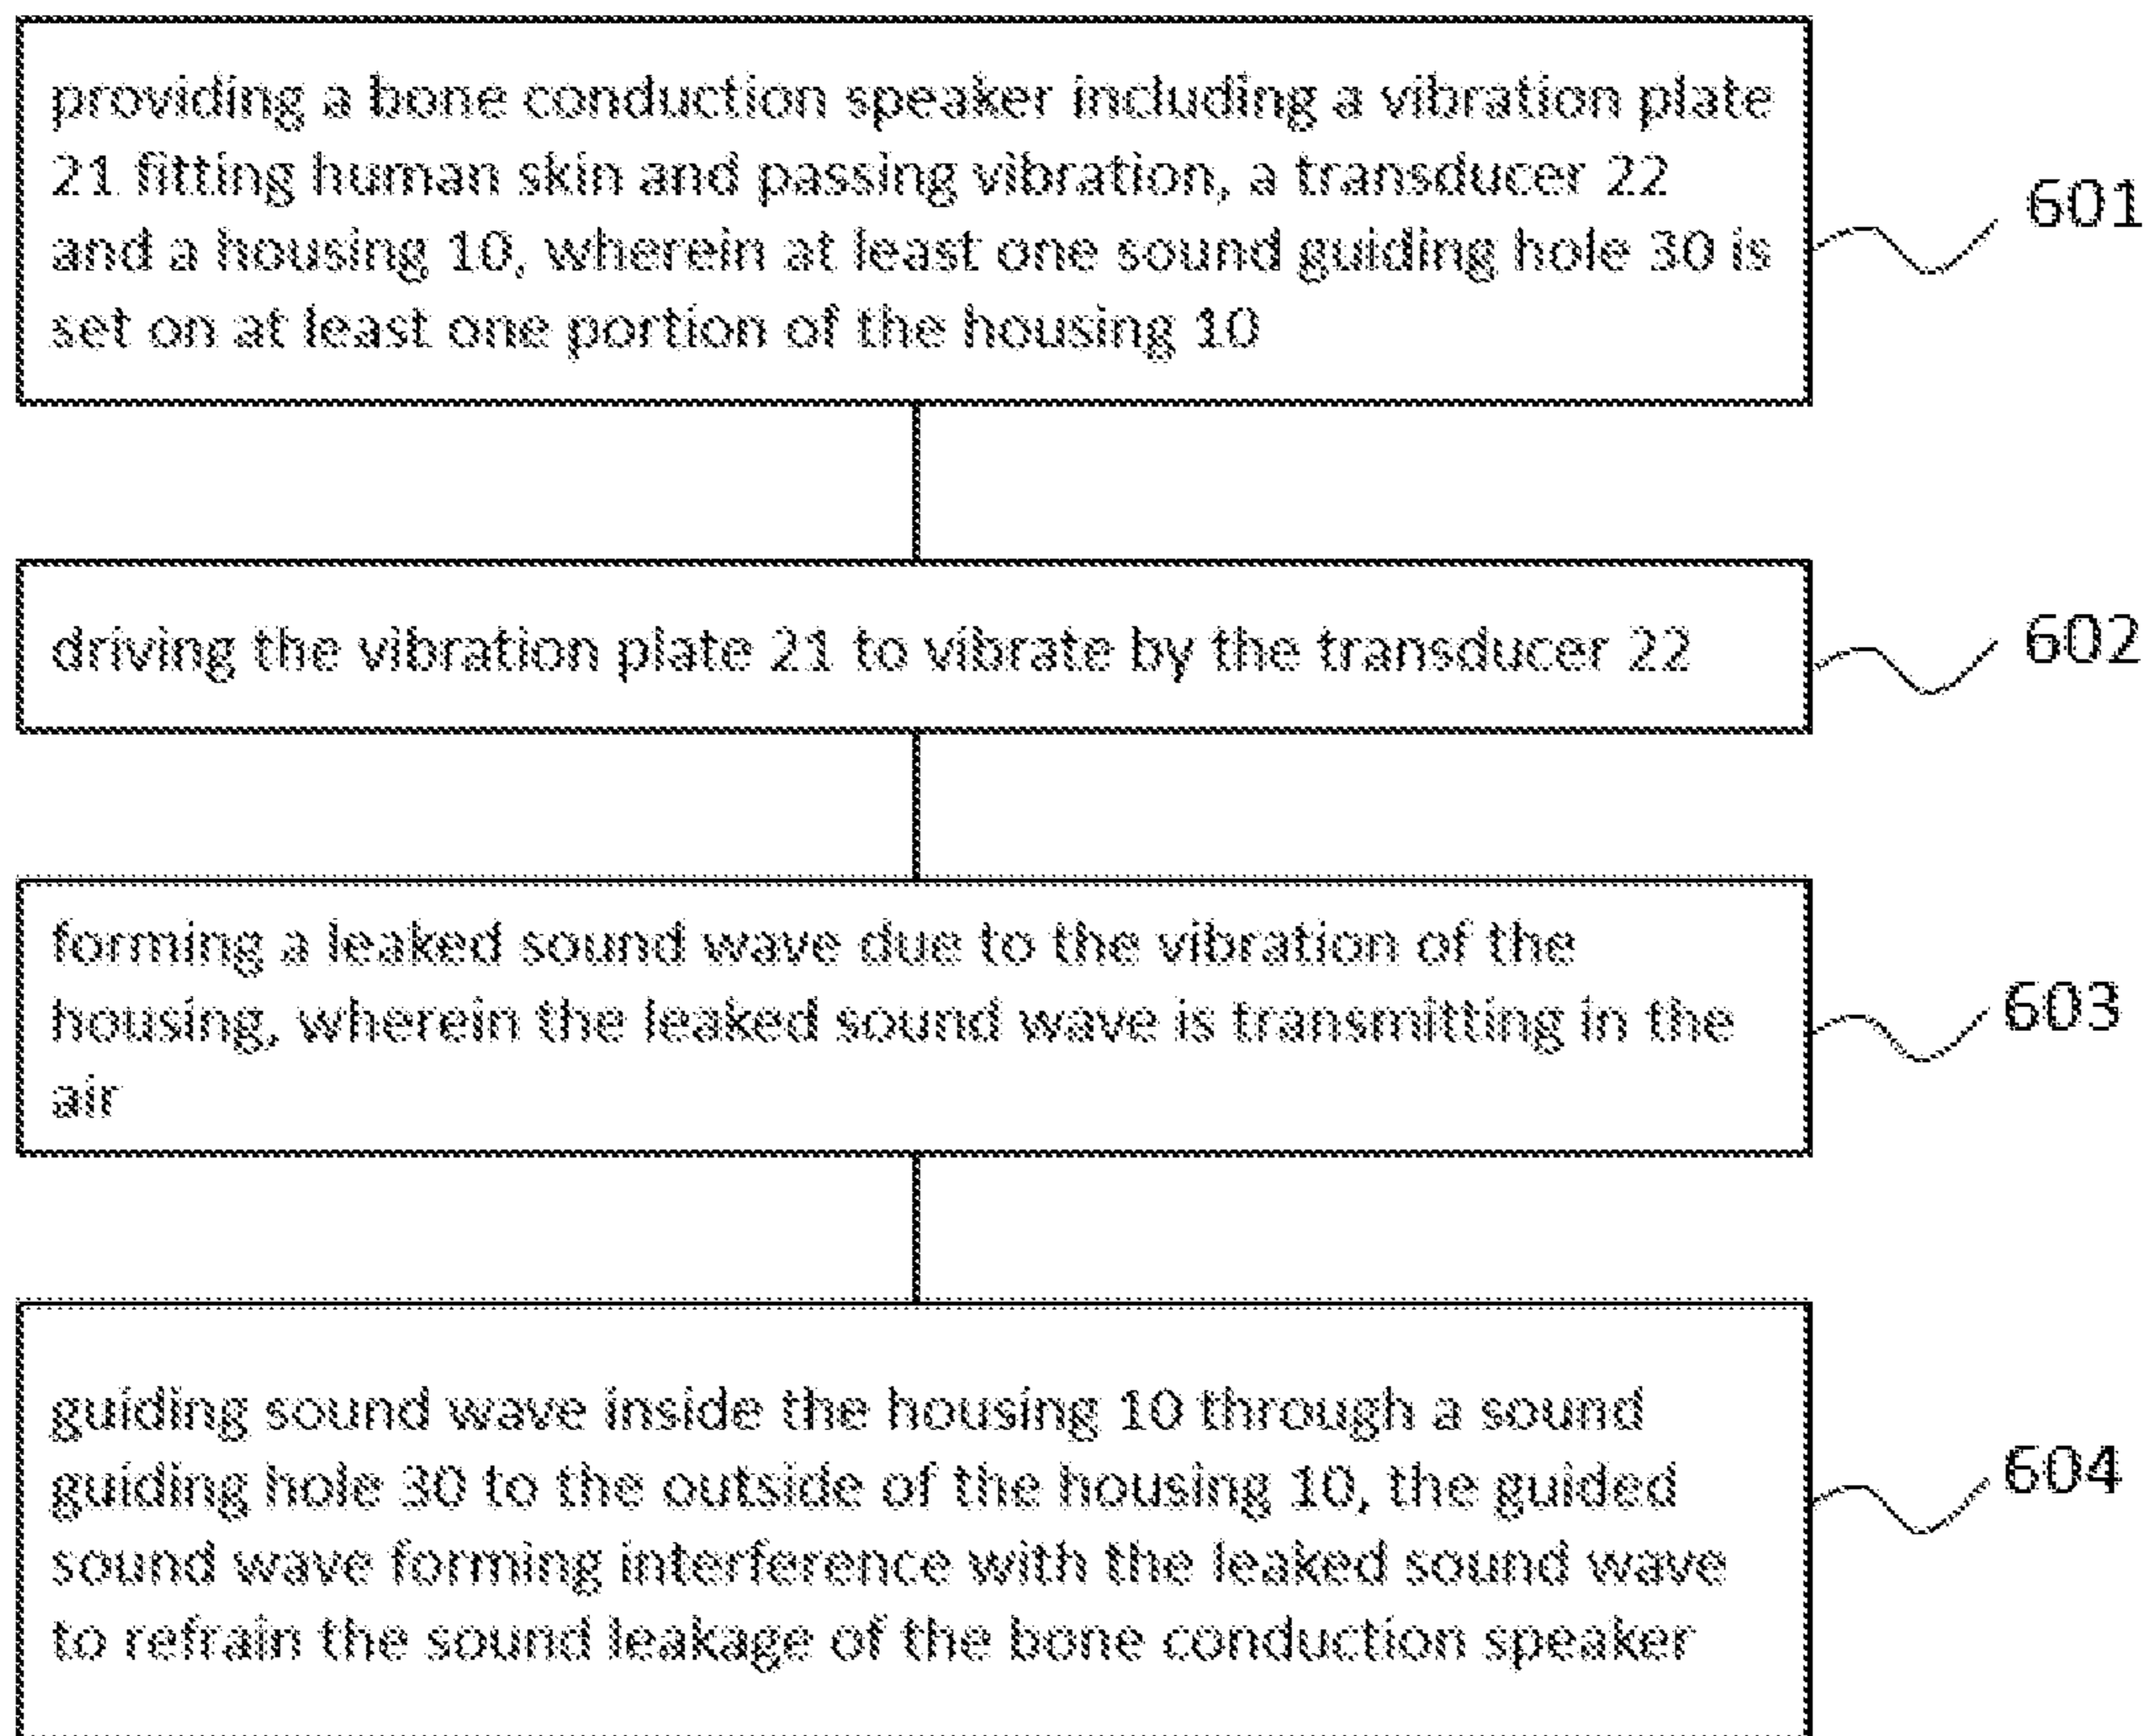 providing a bone conduction speaker including a vibration plate
21 fitting human skin and passing vibration, a transducer 22
and a housing 10, wherein at least one sound guiding hole 30 is
set on at least one portion of the housing 10
601
driving the vibration plate 21 to vibrate by the transducer 22
602
forming a leaked sound wave due to the vibration of the
housing, wherein the leaked sound wave is transmitting in the
air
603
guiding sound wave inside the housing 10 through a sound
guiding hole 30 to the outside of the housing 10, the guided
sound wave forming interference with the leaked sound wave
to refrain the sound leakage of the bone conduction speaker
604